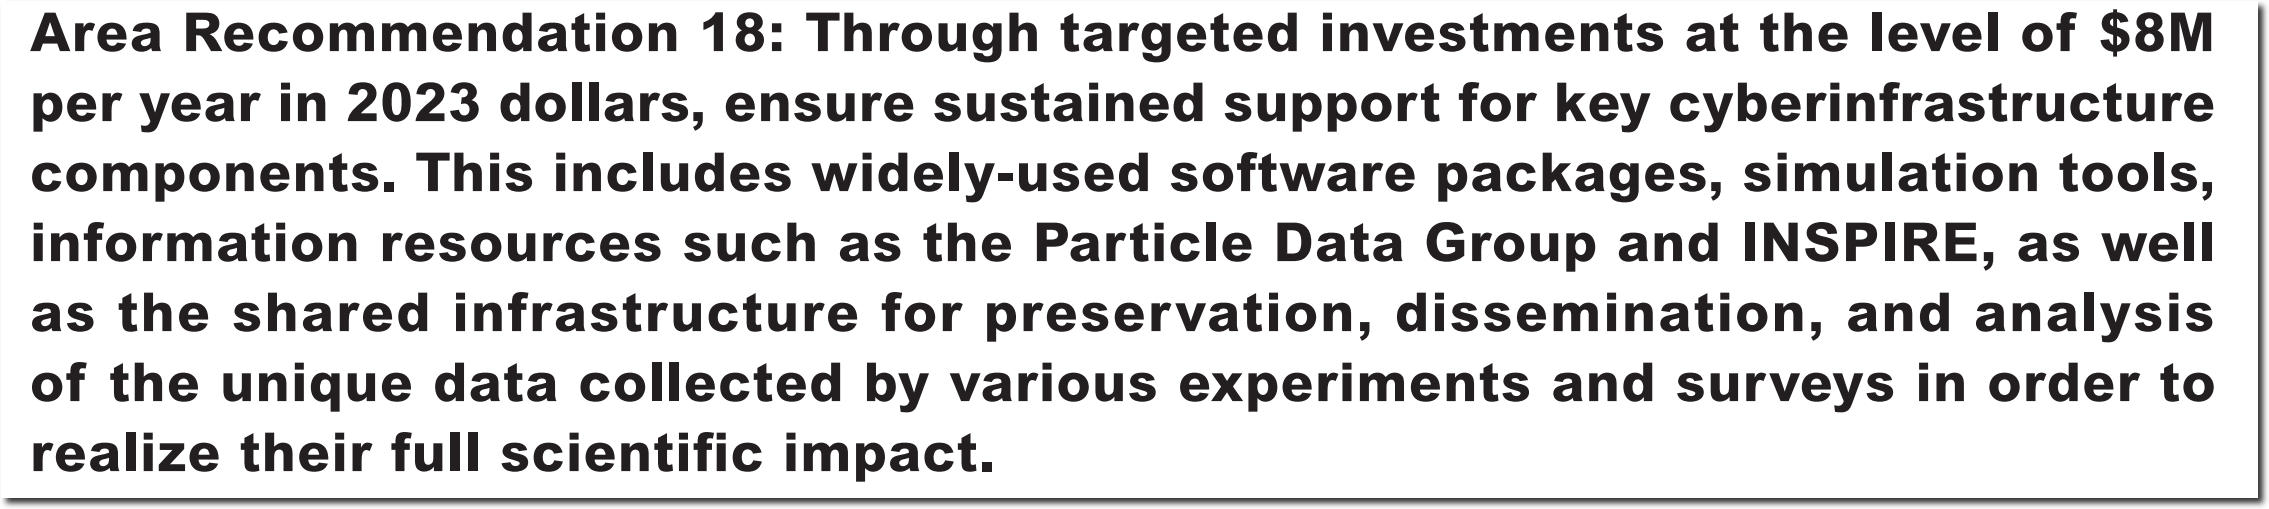 Area Recommendation 18: Through targeted investments at the level of $8M
per year in 2023 dollars, ensure sustained support for key cyberinfrastructure
components. This includes widely-used software packages, simulation tools,
information resources such as the Particle Data Group and INSPIRE, as well
as the shared infrastructure for preservation, dissemination, and analysis
of the unique data collected by various experiments and surveys in order to
realize their full scientific impact.